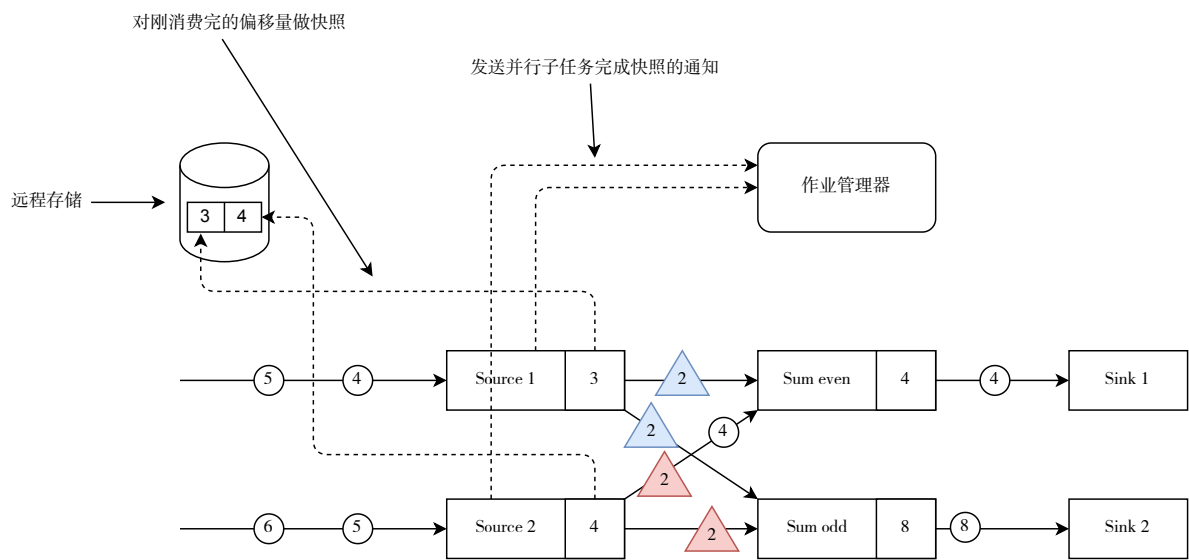 对刚消费完的偏移量做快照
发送并行子任务完成快照的通知
远程存储
3 4
作业管理器
5 4 Source 1 3 2 Sum even 4 4 Sink 1
2 4
2
6 5 Source 2 4 2 Sum odd 8 8 Sink 2